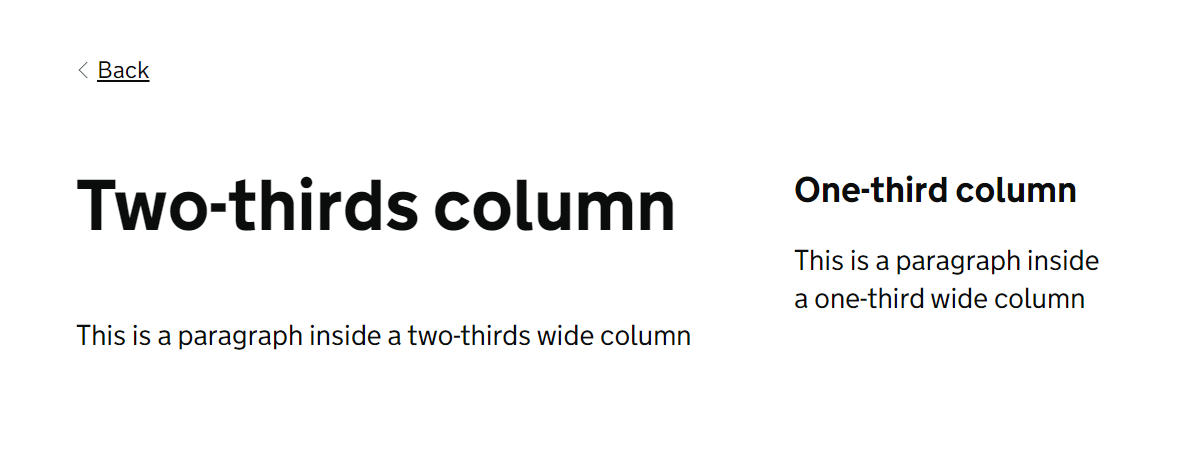 Back
Two-thirds column
This is a paragraph inside a two-thirds wide column
One-third column
This is a paragraph inside
a one-third wide column